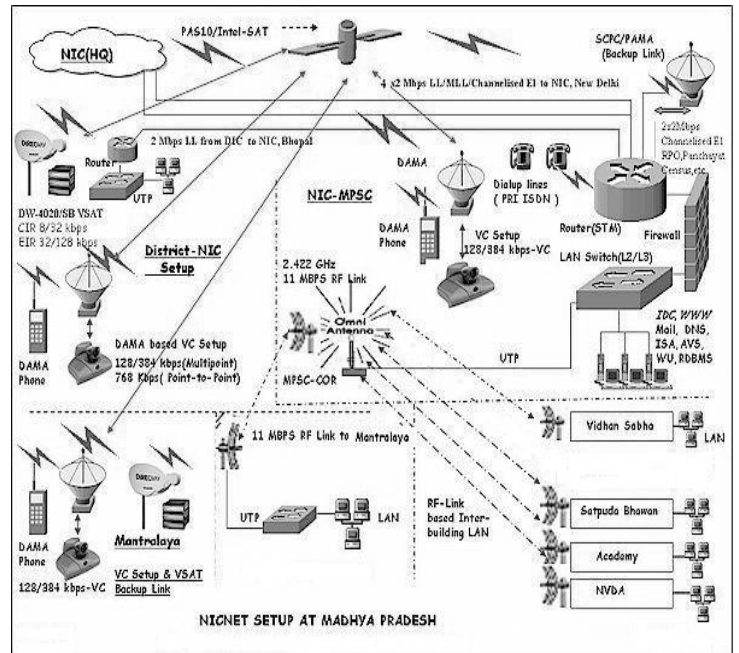 PAS10/Intel-SAT
NIC(HQ)
SCPC/PAMA
(Backup Link)
4 x2 Mbps LL/MLL/Channelised E1 to NIC, New Delhi
2 Mbps LL from DIC to NIC, Bhopal
Router
UTP
DIRECWAY
DW-4020/SB VSAT
CIR 8/32 kbps
EIR 32/128 kbps
District-NIC
Setup
DAMA
Phone
DAMA based VC Setup
128/384 kbps(Multipoint)
768 Kbps( Point-to-Point)
NIC-MPSC
DAMA
DAMA
Phone
VC Setup
128/384 kbps-VC
Dialup lines
( PRI ISDN)
2x2Mbps
Channelised E1
RPO,Panchayat
Census,etc.
Router(STM)
Firewall
LAN Switch(L2/L3)
2.422 GHz
11 MBPS RF Link
Omni
Antenna
MPSC-COR
UTP
IDC, WWW
Mail, DNS,
ISA, AVS,
WU, RDBMS
11 MBPS RF Link to Mantralaya
UTP
LAN
DAMA
Phone
128/384 kbps-VC
DIRECWAY
Mantralaya
VC Setup & VSAT
Backup Link
RF-Link
based Inter-
building LAN
Vidhan Sabha
LAN
Satpuda Bhawan
Academy
NVDA
NICNET SETUP AT MADHYA PRADESH